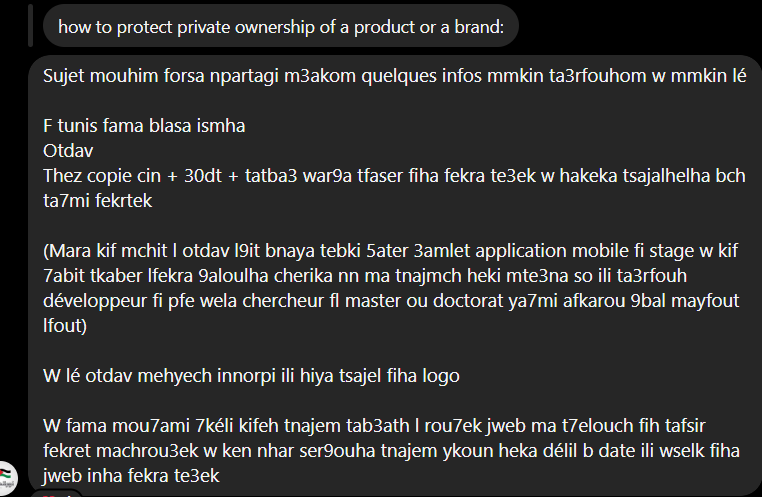 how to protect private ownership of a product or a brand:
Sujet mouhim forsa npartagi m3akom quelques infos mmkin ta3rfouhom w mmkin lé
F tunis fama blasa ismha
Otdav
Thez copie cin + 30dt + tatba3 war9a tfaser fiha fekra te3ek w hakeka tsajalhelha bch
ta7mi fekrtek
(Mara kif mchit l otdav l9it bnaya tebki 5ater 3amlet application mobile fi stage w kif
7abit tkaber lfekra 9aloulha cherika nn ma tnajmch heki mte3na so ili ta3rfouh
développeur fi pfe wela chercheur fl master ou doctorat ya7mi afkarou 9bal mayfout
lfout)
W lé otdav mehyech innorpi ili hiya tsajel fiha logo
W fama mou7ami 7kéli kifeh tnajem tab3ath l rou7ek jweb ma t7elouch fih tafsir
fekret machrou3ek w ken nhar ser9ouha tnajem ykoun heka délil b date ili wselk fiha
jweb inha fekra te3ek